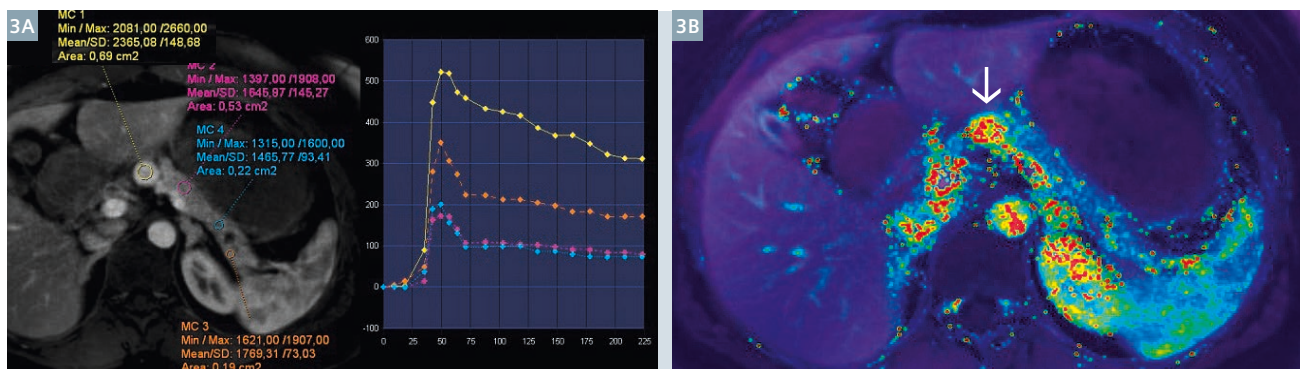 3A
MC 1
Min / Max: 2081,00 /2660,00
Mean/SD: 2365,08 /148,68
Area: 0,69 cm2
MC 2
Min / Max: 1397,00 /1908,00
Mean/SD: 1645,97 /145,27
Area: 0,53 cm2
MC 4
Min / Max: 1315,00 /1600,00
Mean/SD: 1465,77 /93,41
Area: 0,22 cm2
MC 3
Min / Max: 1621,00 /1907,00
Mean/SD: 1769,31 /73,03
Area: 0,19 cm2
600
500
400
300
200
100
0
-100
0 25 50 75 100 125 150 175 200 225
3B